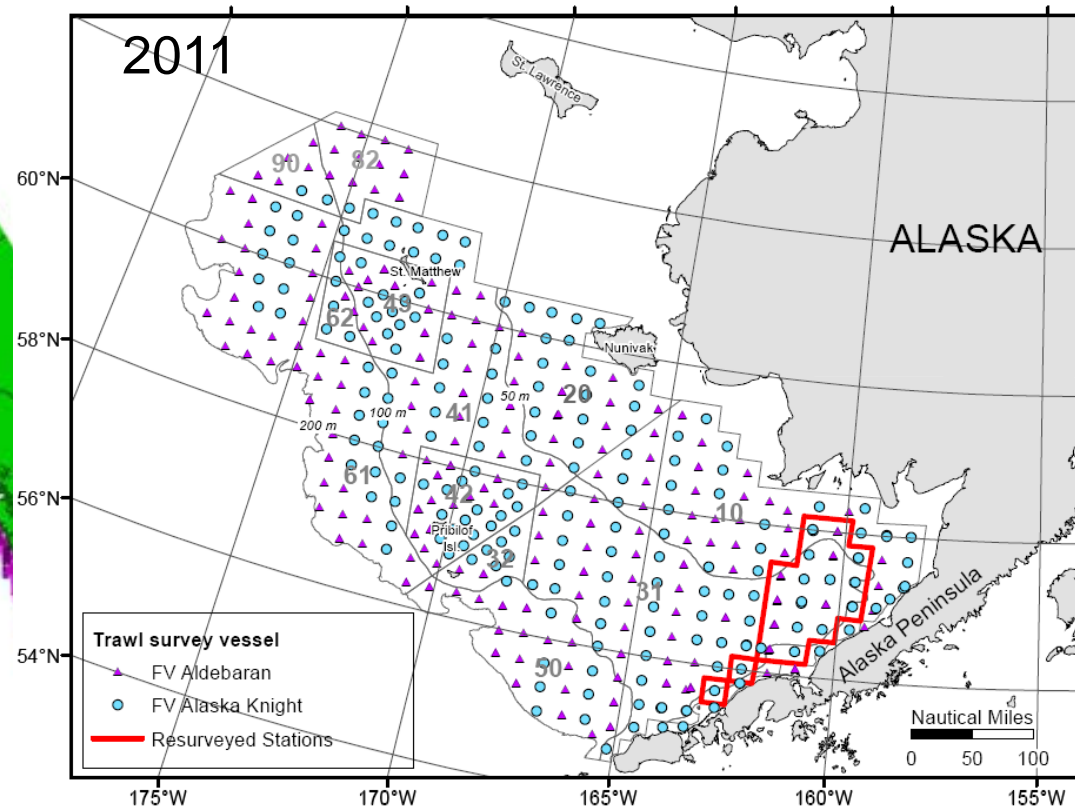 2011
St. Lawrence
90
82
60°N
ALASKA
St. Matthew
49
62
58°N
Nunivak
20
50 m
100 m
41
200 m
61
42
56°N
10
Pribilof
Isl.
32
31
Alaska Peninsula
Trawl survey vessel
FV Aldebaran
FV Alaska Knight
Resurveyed Stations
54°N
50
Nautical Miles
0 50 100
175°W 170°W 165°W 160°W 155°W